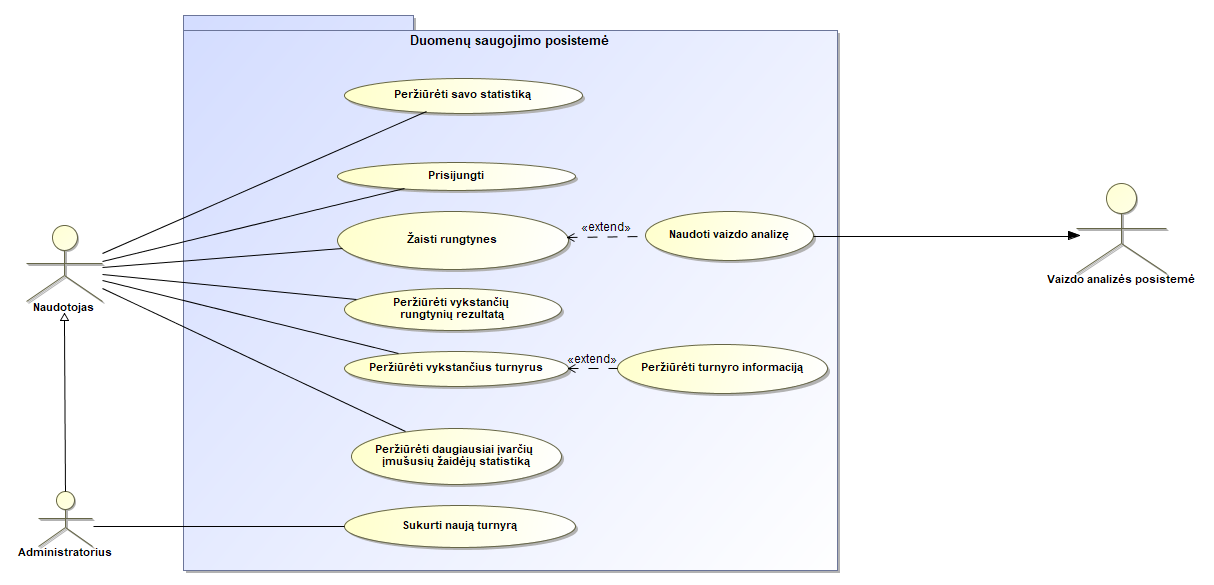 Duomenų saugojimo posistemė
Peržiūrėti savo statistiką
Prisijungti
Žaisti rungtynes
«extend»
Naudoti vaizdo analizę
Vaizdo analizės posistemė
Naudotojas
Peržiūrėti vykstančių
rungtynių rezultatą
Peržiūrėti vykstančius turnyrus
«extend»
Peržiūrėti turnyro informaciją
Peržiūrėti daugiausiai įvarčių
įmušusių žaidėjų statistiką
Sukurti naują turnyrą
Administratorius